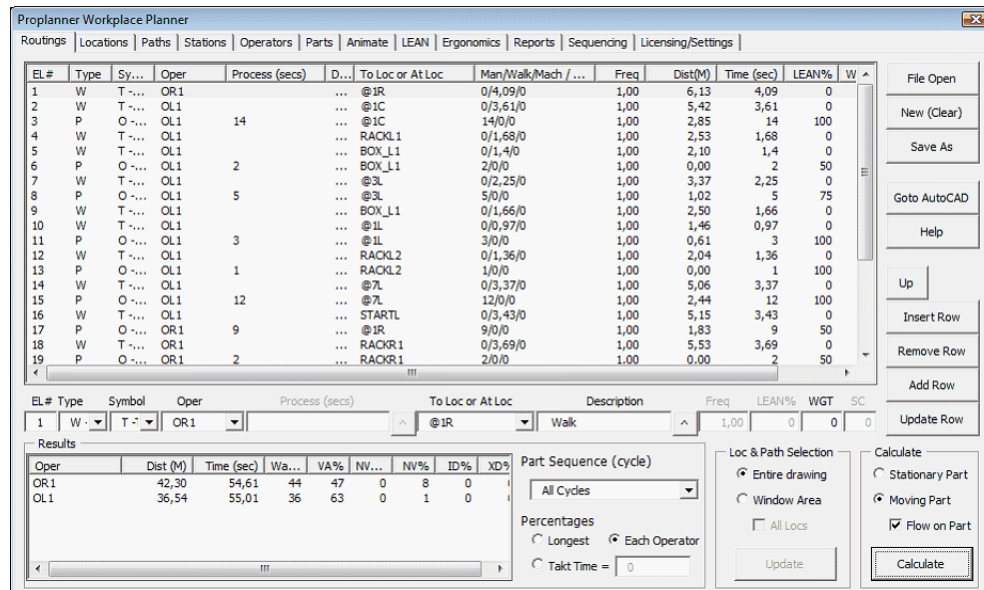 Proplanner Workplace Planner
Routings Locations Paths Stations Operators Parts Animate LEAN Ergonomics Reports Sequencing Licensing/Settings
EL# Type Sy... Oper Process (secs) D... To Loc or At Loc Man/Walk/Mach / ... Freq Dist(M) Time (sec) LEAN% W
1 W T -... OR1 ... @1R 0/4,09/0 1,00 6,13 4,09 0
2 W T -... OR1 ... @1C 0/3,61/0 1,00 5,42 3,61 0
3 P O -... OL1 14 ... @1C 14/0/0 1,00 2,85 14 100
4 W T -... OL1 ... RACKL1 0/1,68/0 1,00 2,53 1,68 0
5 W T -... OL1 ... BOX_L1 0/1,4/0 1,00 2,10 1,4 0
6 P O -... OL1 2 ... BOX_L1 2/0/0 1,00 0,00 2 50
7 W T -... OL1 ... @3L 0/2,25/0 1,00 3,37 2,25 0
8 P O -... OL1 5 ... @3L 5/0/0 1,00 1,02 5 75
9 W T -... OL1 ... BOX_L1 0/1,66/0 1,00 2,50 1,66 0
10 W T -... OL1 ... @1L 0/0,97/0 1,00 1,46 0,97 0
11 P O -... OL1 3 ... @1L 3/0/0 1,00 0,61 3 100
12 W T -... OL1 ... RACKL2 0/1,36/0 1,00 2,04 1,36 0
13 P O -... OL1 1 ... RACKL2 1/0/0 1,00 0,00 1 100
14 W T -... OL1 ... @7L 0/3,37/0 1,00 5,06 3,37 0
15 P O -... OL1 12 ... @7L 12/0/0 1,00 2,44 12 100
16 W T -... OL1 ... STARTL 0/3,43/0 1,00 5,15 3,43 0
17 P O -... OR1 9 ... @1R 9/0/0 1,00 1,83 9 50
18 W T -... OR1 ... RACKR1 0/3,69/0 1,00 5,53 3,69 0
19 P O -... OR1 2 ... RACKR1 2/0/0 1,00 0,00 2 50
File Open
New (Clear)
Save As
Goto AutoCAD
Help
Up
Insert Row
Remove Row
Add Row
Update Row
EL# Type Symbol Oper Process (secs) To Loc or At Loc Description Freq LEAN% WGT SC
1 W - T - OR1 ^ @1R Walk ^ 1,00 0 0 0
Results
Oper Dist (M) Time (sec) Wa... VA% NV... NV% ID% XD%
OR1 42,30 54,61 44 47 0 8 0
OL1 36,54 55,01 36 63 0 1 0
Part Sequence (cycle)
All Cycles
Percentages
Longest Each Operator
Takt Time = 0
Loc & Path Selection
Entire drawing
Window Area
All Locs
Update
Calculate
Stationary Part
Moving Part
Flow on Part
Calculate